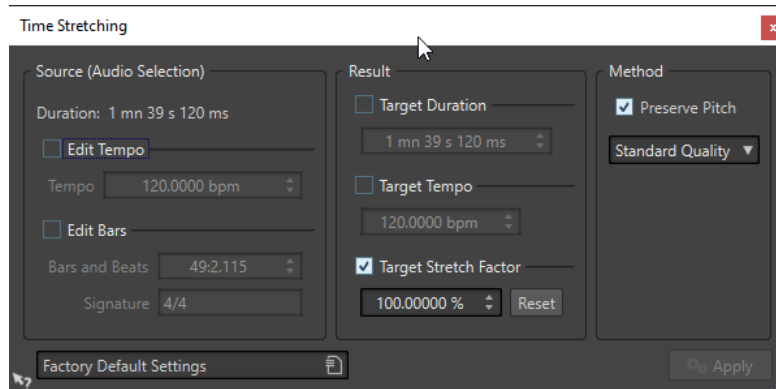 Time Stretching
x
Source (Audio Selection)
Duration: 1 mn 39 s 120 ms
Edit Tempo
Tempo 120.0000 bpm
Edit Bars
Bars and Beats 49:2.115
Signature 4/4
Result
Target Duration
1 mn 39 s 120 ms
Target Tempo
120.0000 bpm
Target Stretch Factor
100.00000 % Reset
Method
Preserve Pitch
Standard Quality
Factory Default Settings
Apply